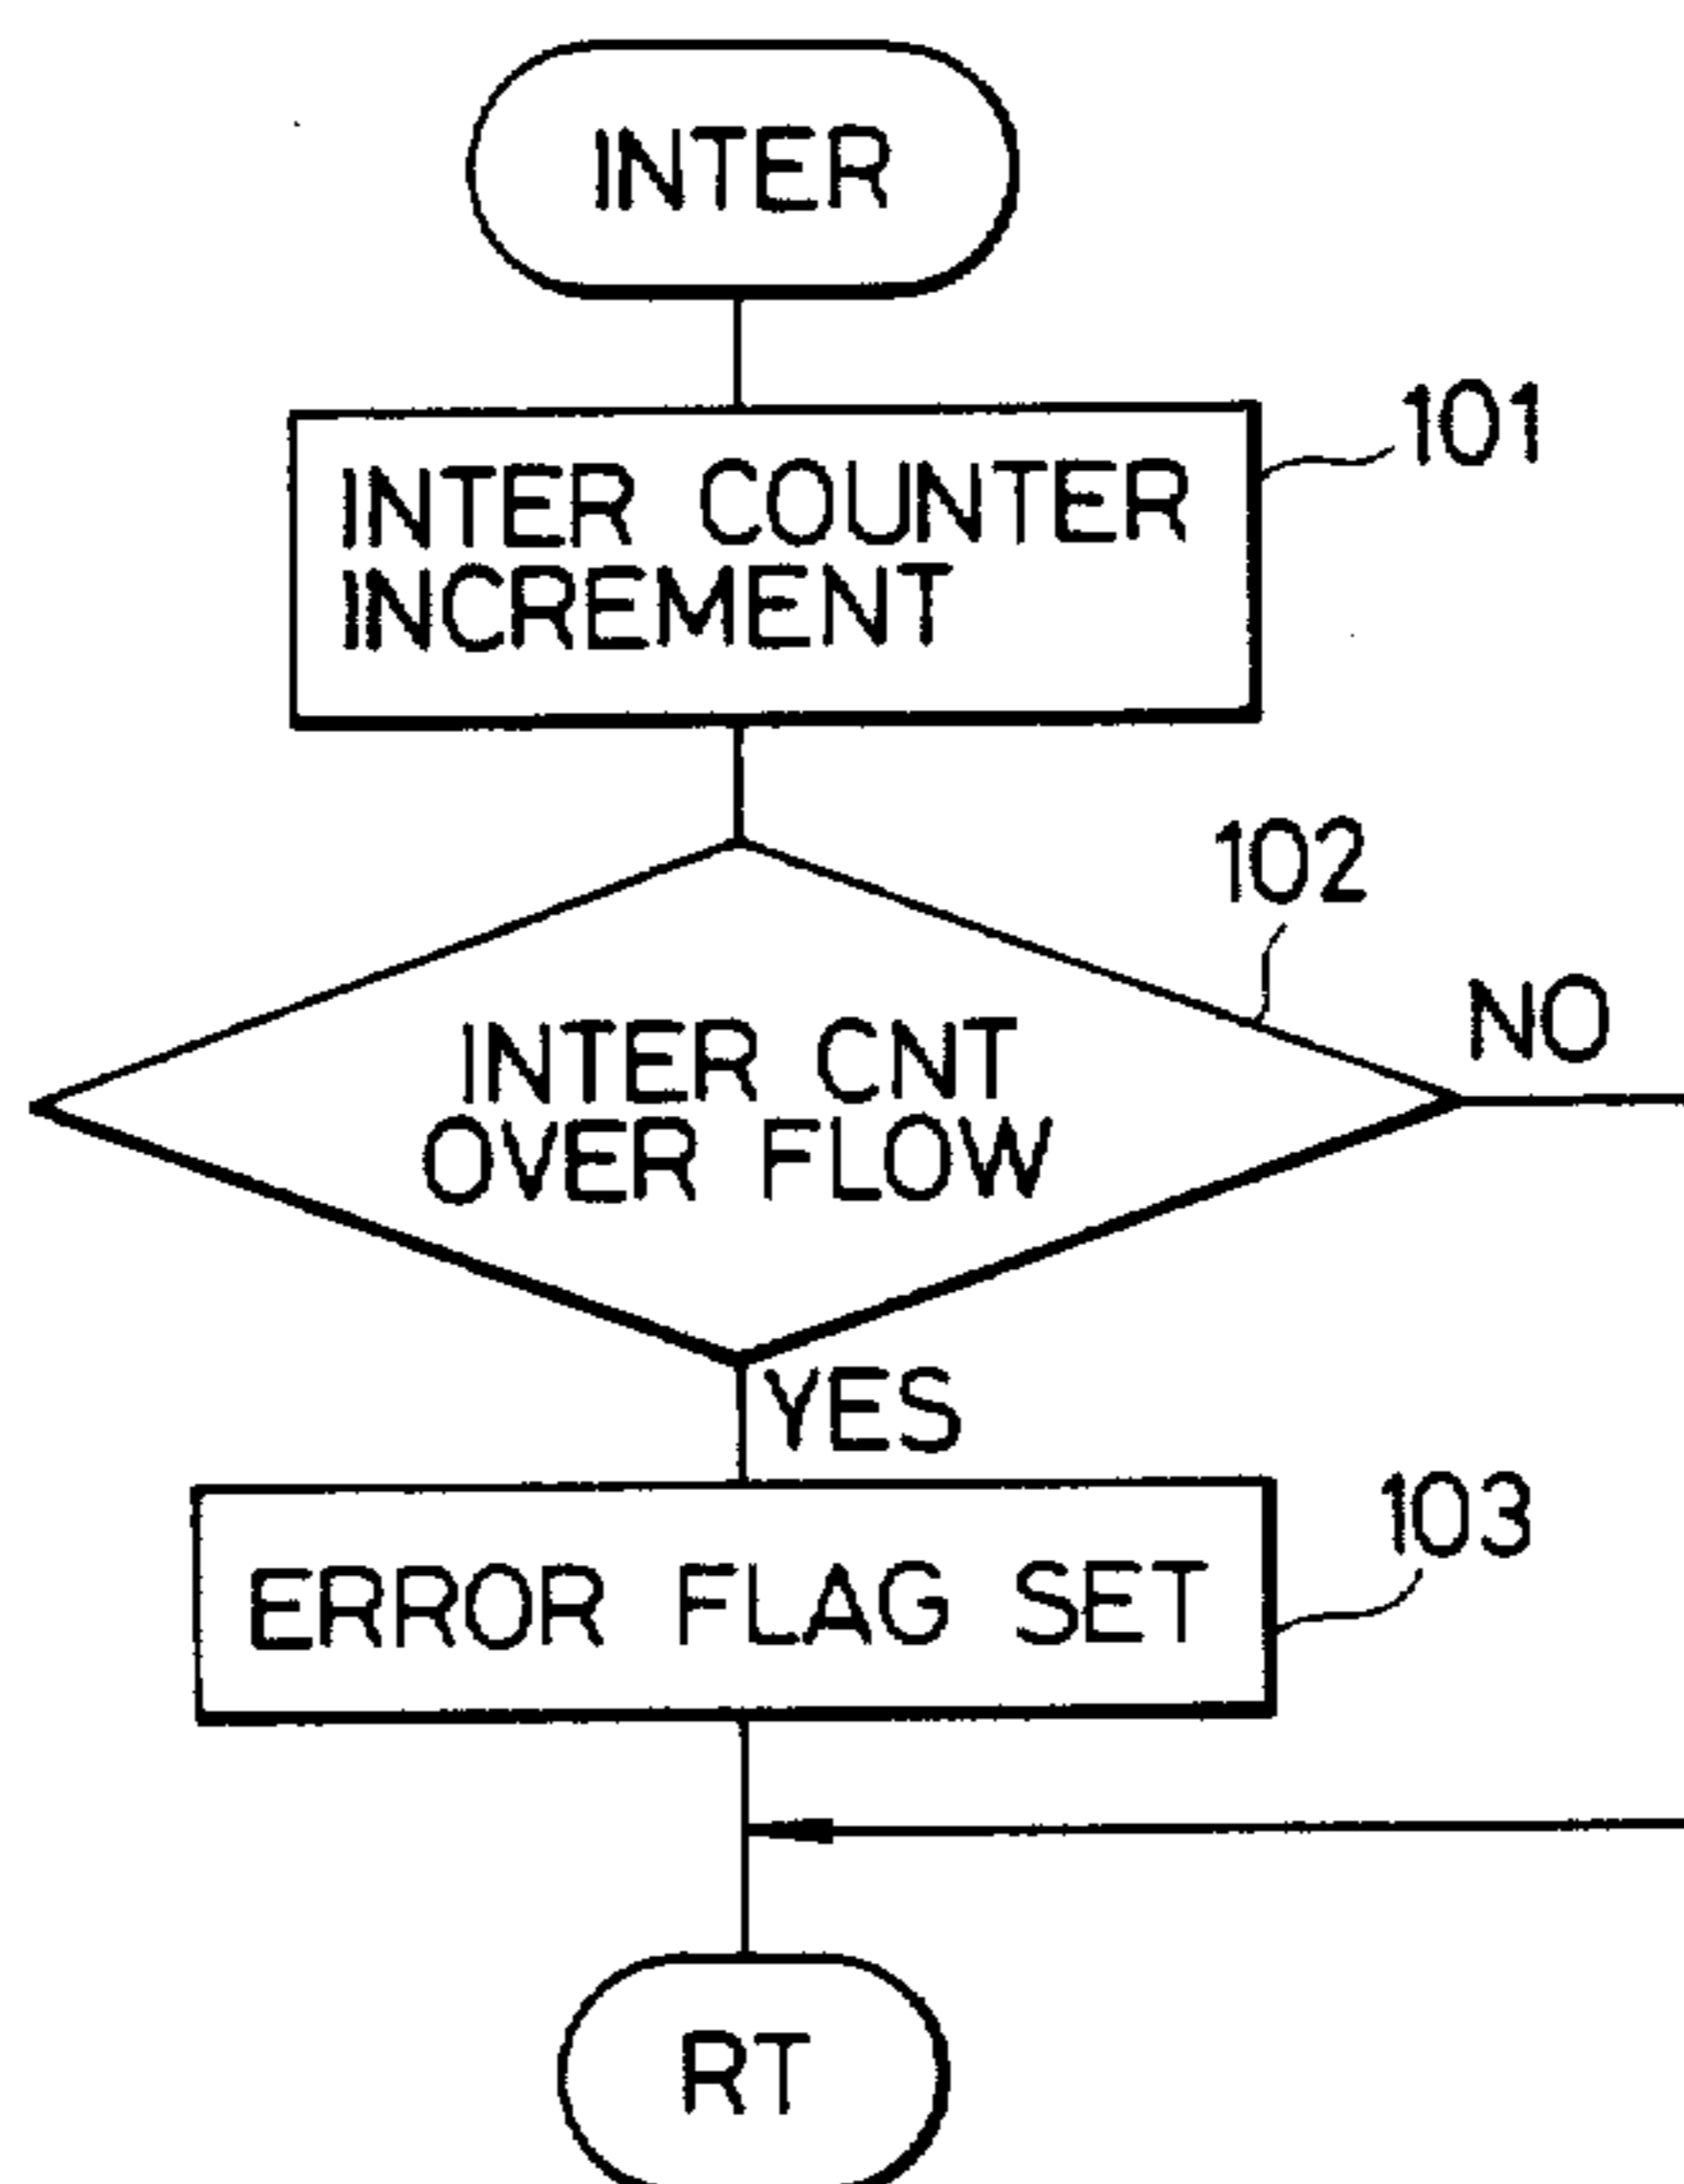 INTER
101
INTER COUNTER
INCREMENT
102
NO
INTER CNT
OVER FLOW
YES
103
ERROR FLAG SET
RT